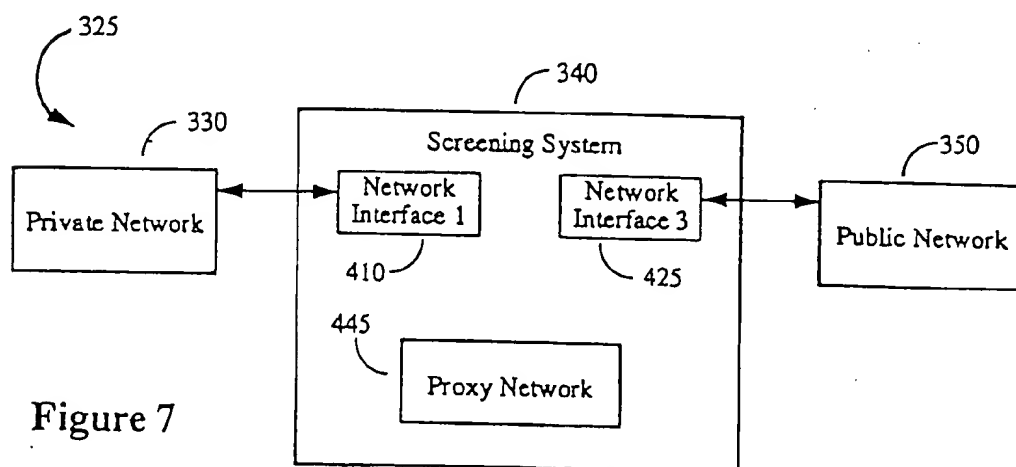 325
340
330
350
Screening System
Private Network
Network
Interface 1
Network
Interface 3
Public Network
410
425
445
Proxy Network
Figure 7